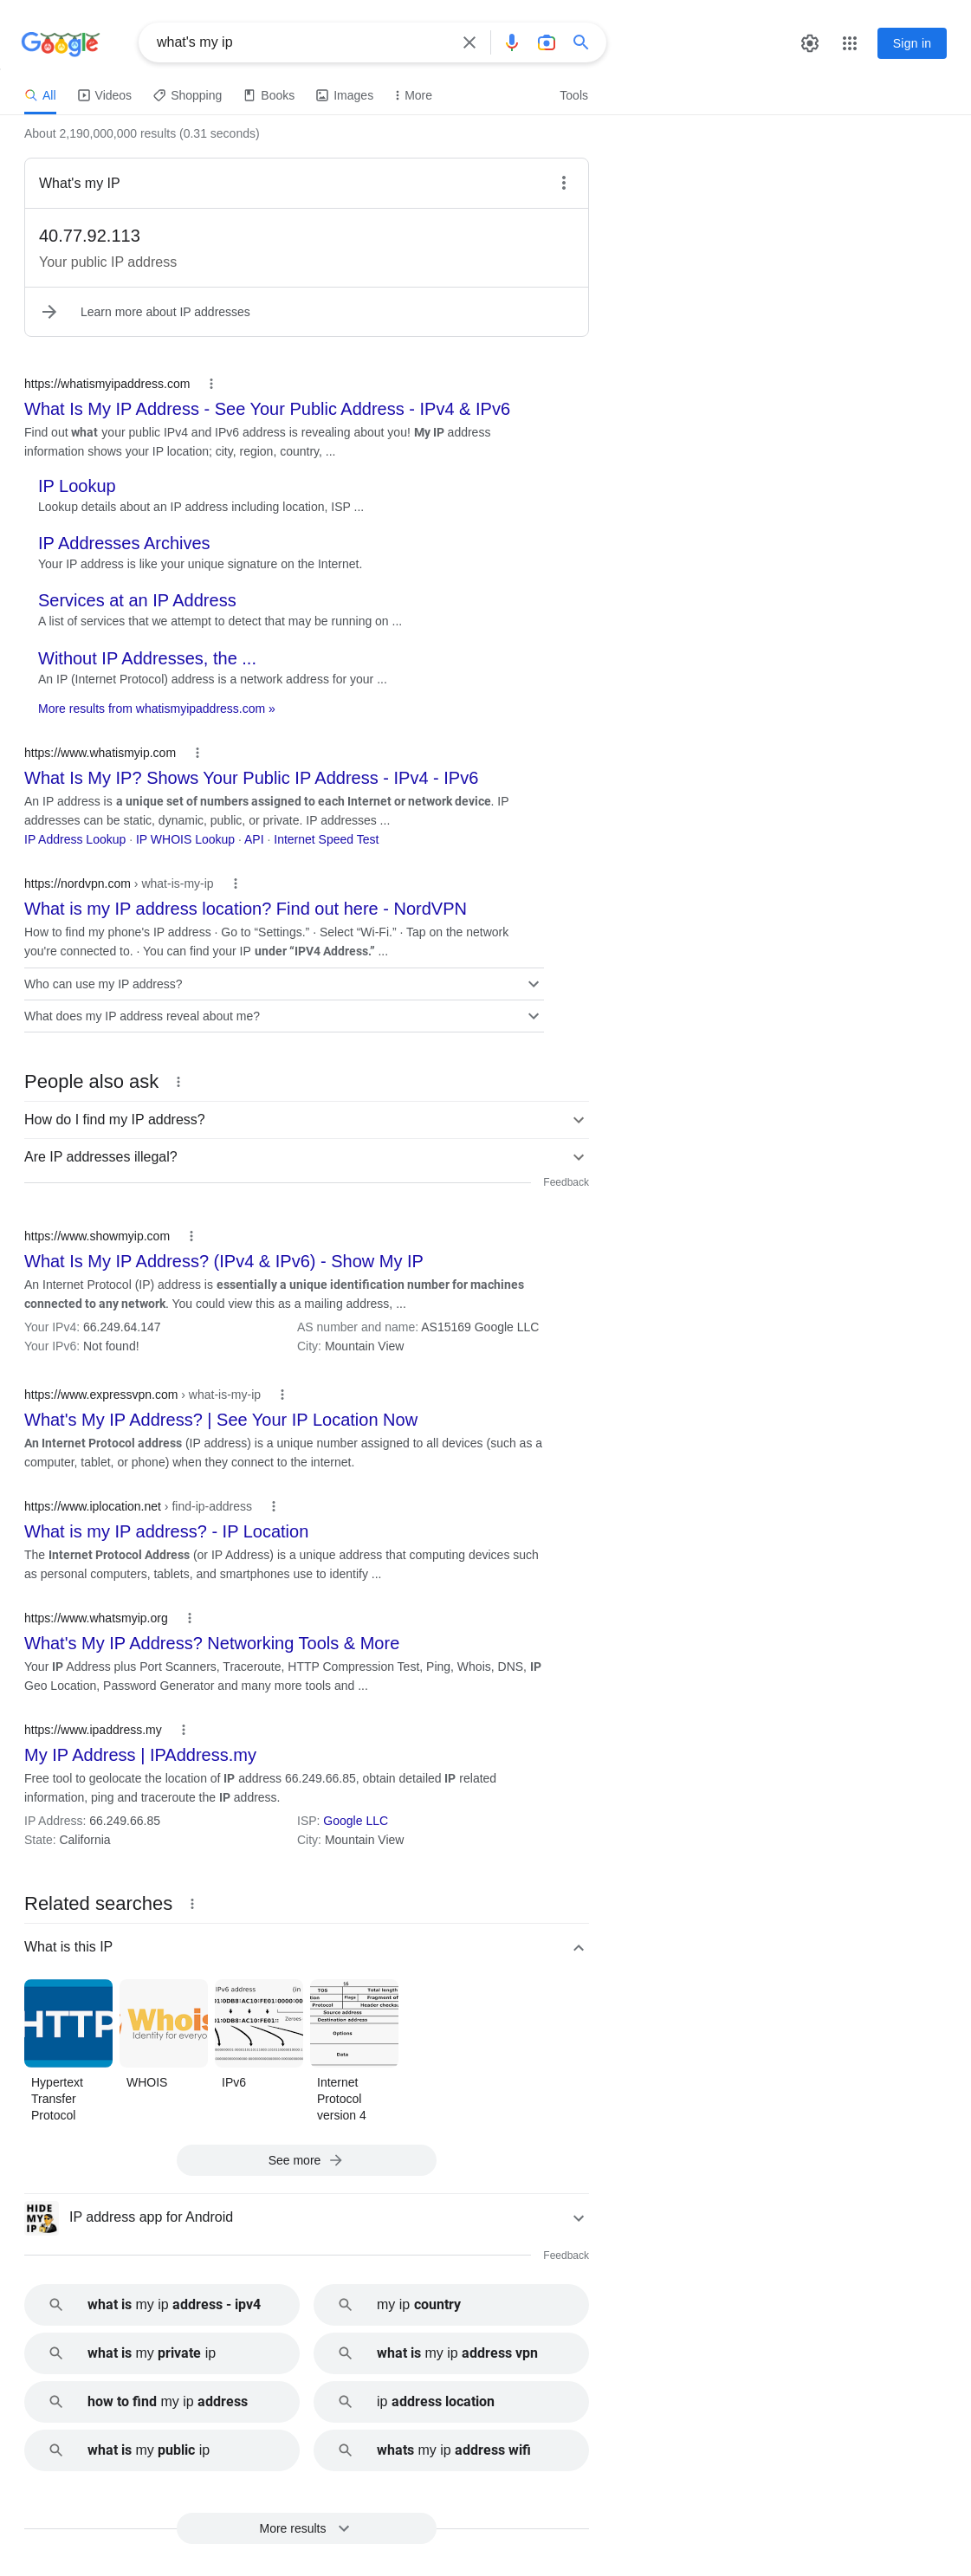 Google
what's my ip
Sign in
All
Videos
Shopping
Books
Images
More
Tools
About 2,190,000,000 results (0.31 seconds)
What's my IP
40.77.92.113
Your public IP address
Learn more about IP addresses
https://whatismyipaddress.com
What Is My IP Address - See Your Public Address - IPv4 & IPv6
Find out what your public IPv4 and IPv6 address is revealing about you! My IP address
information shows your IP location; city, region, country, ...
IP Lookup
Lookup details about an IP address including location, ISP ...
IP Addresses Archives
Your IP address is like your unique signature on the Internet.
Services at an IP Address
A list of services that we attempt to detect that may be running on ...
Without IP Addresses, the ...
An IP (Internet Protocol) address is a network address for your ...
More results from whatismyipaddress.com »
https://www.whatismyip.com
What Is My IP? Shows Your Public IP Address - IPv4 - IPv6
An IP address is a unique set of numbers assigned to each Internet or network device. IP
addresses can be static, dynamic, public, or private. IP addresses ...
IP Address Lookup · IP WHOIS Lookup · API · Internet Speed Test
https://nordvpn.com › what-is-my-ip
What is my IP address location? Find out here - NordVPN
How to find my phone's IP address · Go to “Settings.” · Select “Wi-Fi.” · Tap on the network
you're connected to. · You can find your IP under “IPV4 Address.” ...
Who can use my IP address?
What does my IP address reveal about me?
People also ask
How do I find my IP address?
Are IP addresses illegal?
Feedback
https://www.showmyip.com
What Is My IP Address? (IPv4 & IPv6) - Show My IP
An Internet Protocol (IP) address is essentially a unique identification number for machines
connected to any network. You could view this as a mailing address, ...
Your IPv4: 66.249.64.147
AS number and name: AS15169 Google LLC
Your IPv6: Not found!
City: Mountain View
https://www.expressvpn.com › what-is-my-ip
What's My IP Address? | See Your IP Location Now
An Internet Protocol address (IP address) is a unique number assigned to all devices (such as a
computer, tablet, or phone) when they connect to the internet.
https://www.iplocation.net › find-ip-address
What is my IP address? - IP Location
The Internet Protocol Address (or IP Address) is a unique address that computing devices such
as personal computers, tablets, and smartphones use to identify ...
https://www.whatsmyip.org
What's My IP Address? Networking Tools & More
Your IP Address plus Port Scanners, Traceroute, HTTP Compression Test, Ping, Whois, DNS, IP
Geo Location, Password Generator and many more tools and ...
https://www.ipaddress.my
My IP Address | IPAddress.my
Free tool to geolocate the location of IP address 66.249.66.85, obtain detailed IP related
information, ping and traceroute the IP address.
IP Address: 66.249.66.85
ISP: Google LLC
State: California
City: Mountain View
Related searches
What is this IP
HTTP
Whois
Identity for everyo
IPv6 address (in
Zeroes
TOS
Total length
Flags
Fragment of
Protocol
Header checksu
Source address
Destination address
Options
Data
Hypertext
Transfer
Protocol
WHOIS
IPv6
Internet
Protocol
version 4
See more
HIDE
MY
IP
IP address app for Android
Feedback
what is my ip address - ipv4
my ip country
what is my private ip
what is my ip address vpn
how to find my ip address
ip address location
what is my public ip
whats my ip address wifi
More results